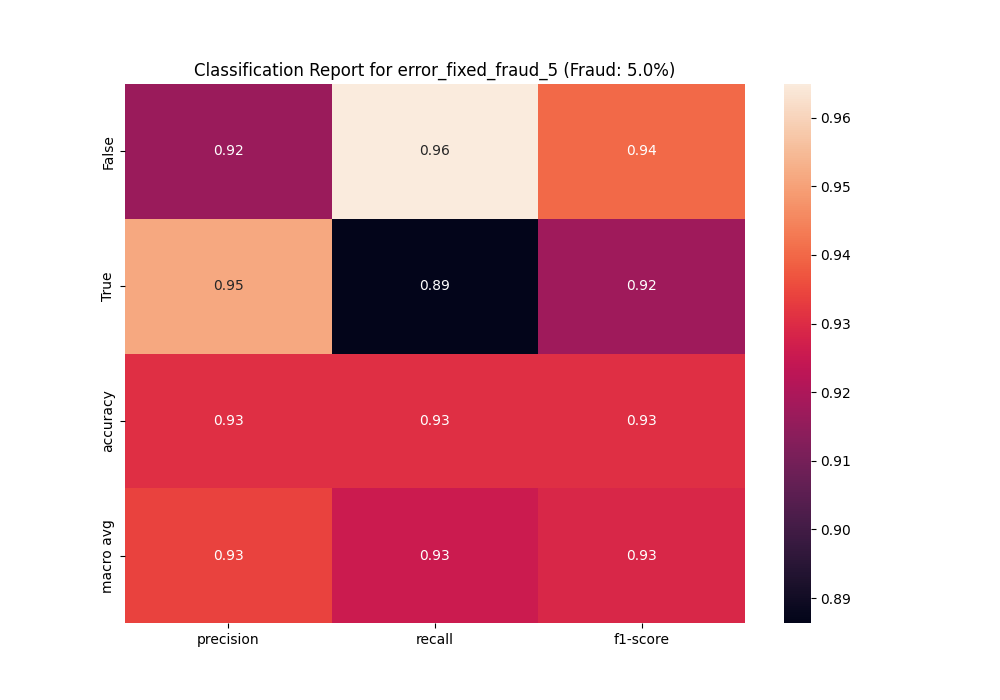 Classification Report for error_fixed_fraud_5 (Fraud: 5.0%)
False 0.92 0.96 0.94
True 0.95 0.89 0.92
accuracy 0.93 0.93 0.93
macro avg 0.93 0.93 0.93
precision recall f1-score
0.96
0.95
0.94
0.93
0.92
0.91
0.90
0.89